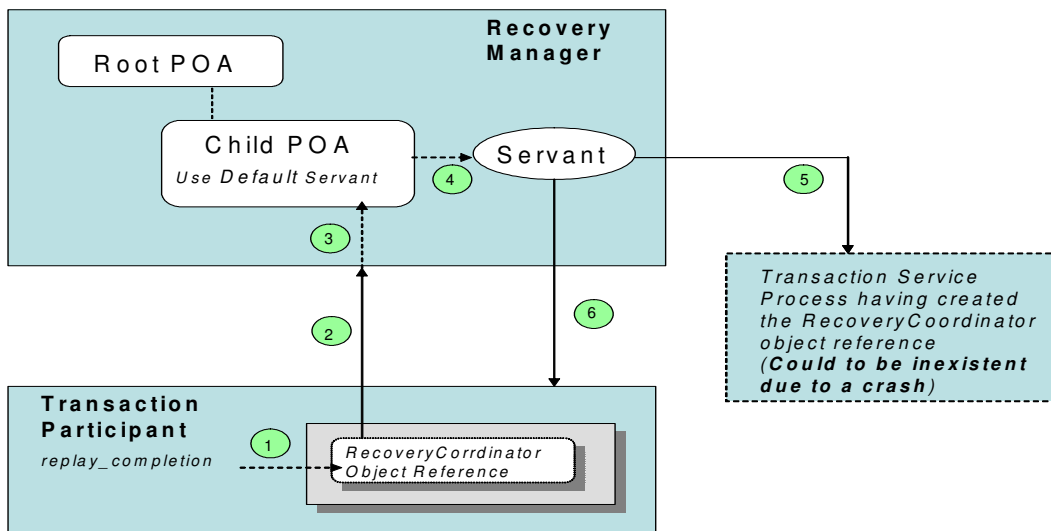 Recovery
Manager
Root POA
Child POA
Use Default Servant
Servant
4
5
3
Transaction Service
Process having created
the RecoveryCoordinator
object reference
(Could to be inexistent
due to a crash)
2
6
Transaction
Participant
replay_completion
1
RecoveryCorrdinator
Object Reference